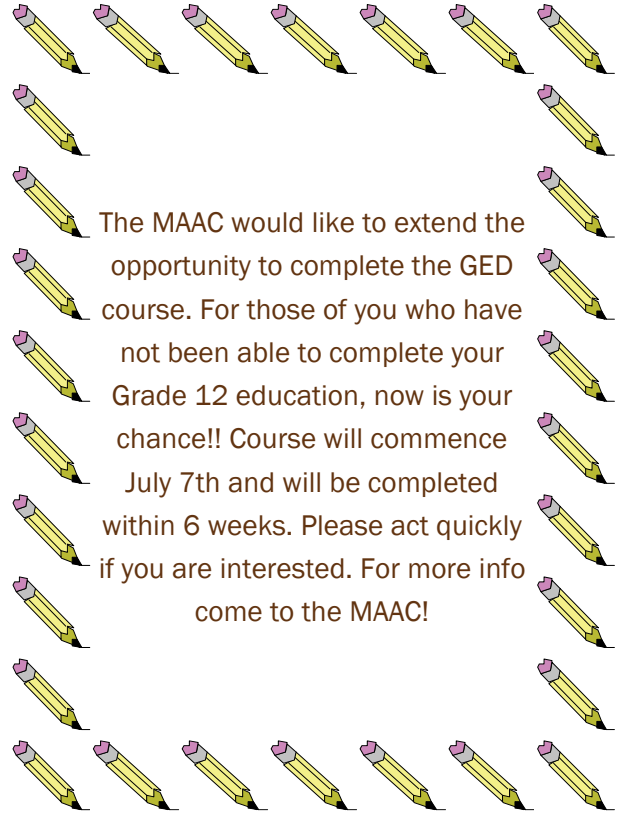 The MAAC would like to extend the
opportunity to complete the GED
course. For those of you who have
not been able to complete your
Grade 12 education, now is your
chance!! Course will commence
July 7th and will be completed
within 6 weeks. Please act quickly
if you are interested. For more info
come to the MAAC!